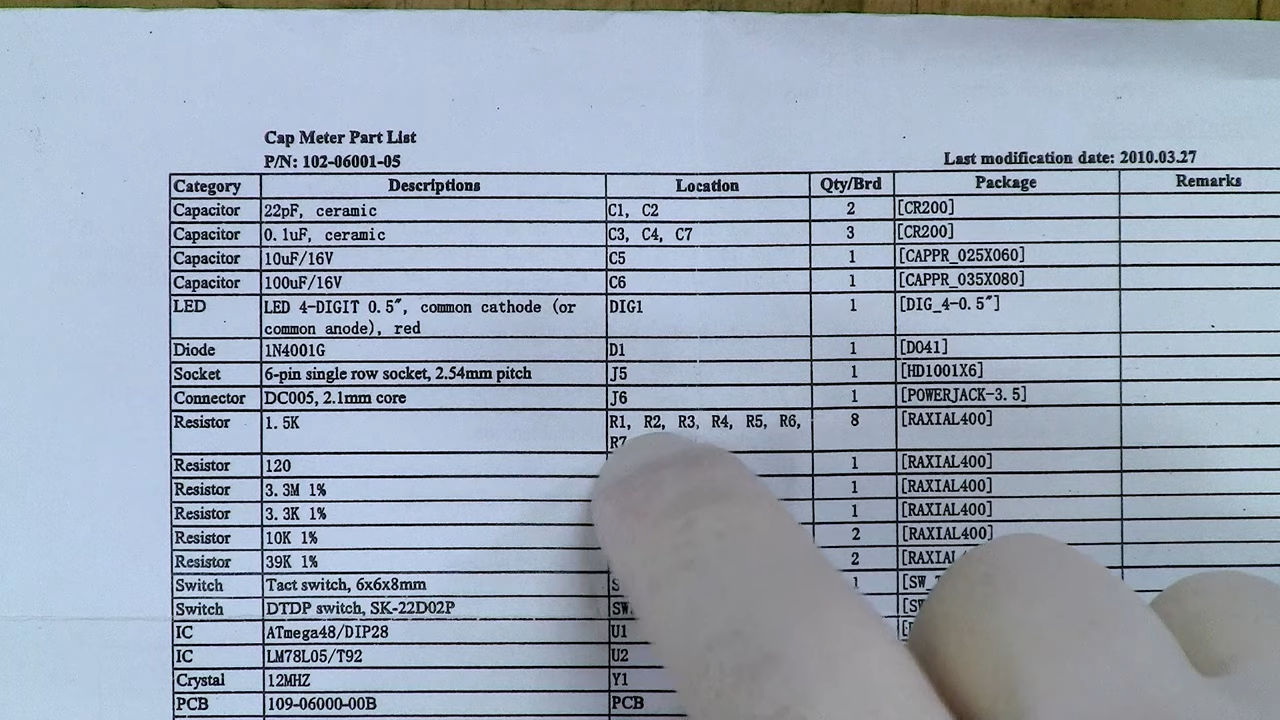 Cap Meter Part List
P/N: 102-06001-05
Last modification date: 2010.03.27
Category Descriptions Location Qty/Brd Package Remarks
Capacitor 22pF, ceramic C1, C2 2 [CR200]
Capacitor 0.1uF, ceramic C3, C4, C7 3 [CR200]
Capacitor 10uF/16V C5 1 [CAPPR_025X060]
Capacitor 100uF/16V C6 1 [CAPPR_035X080]
LED LED 4-DIGIT 0.5″, common cathode (or DIG1 1 [DIG_4-0.5″]
common anode), red
Diode 1N4001G D1 1 [DO41]
Socket 6-pin single row socket, 2.54mm pitch J5 1 [HD1001X6]
Connector DC005, 2.1mm core J6 1 [POWERJACK-3.5]
Resistor 1.5K R1, R2, R3, R4, R5, R6, 8 [RAXIAL400]
R7
Resistor 120 1 [RAXIAL400]
Resistor 3.3M 1% 1 [RAXIAL400]
Resistor 3.3K 1% 1 [RAXIAL400]
Resistor 10K 1% 2 [RAXIAL400]
Resistor 39K 1% 2 [RAXIAL4
Switch Tact switch, 6x6x8mm 1 [SW_
Switch DTDP switch, SK-22D02P SW
IC ATmega48/DIP28 U1
IC LM78L05/T92 U2
Crystal 12MHZ Y1
PCB 109-06000-00B PCB